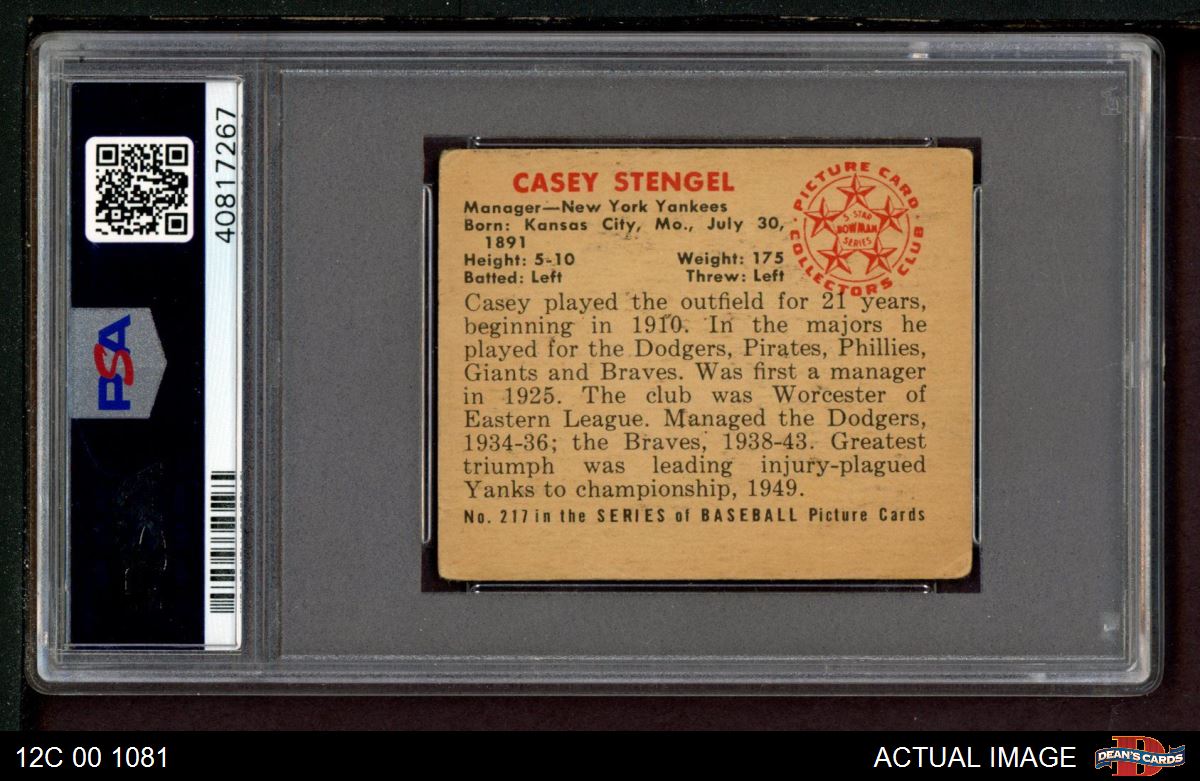 40817267
PSA
CASEY STENGEL
Manager—New York Yankees
Born: Kansas City, Mo., July 30,
1891
Height: 5-10 Weight: 175
Batted: Left Threw: Left
PICTURE CARD
COLLECTORS CLUB
5-STAR
BOWMAN
SERIES
Casey played the outfield for 21 years,
beginning in 1910. In the majors he
played for the Dodgers, Pirates, Phillies,
Giants and Braves. Was first a manager
in 1925. The club was Worcester of
Eastern League. Managed the Dodgers,
1934-36; the Braves, 1938-43. Greatest
triumph was leading injury-plagued
Yanks to championship, 1949.
No. 217 in the SERIES of BASEBALL Picture Cards
12C 00 1081
ACTUAL IMAGE
D
DEAN'S CARDS